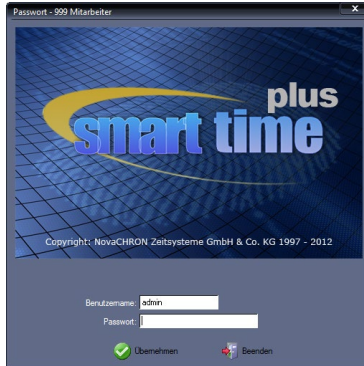 Passwort - 999 Mitarbeiter
plus
smart time
Copyright: NovaCHRON Zeitsysteme GmbH & Co. KG 1997 - 2012
Benutzername: admin
Passwort:
Übernehmen Beenden